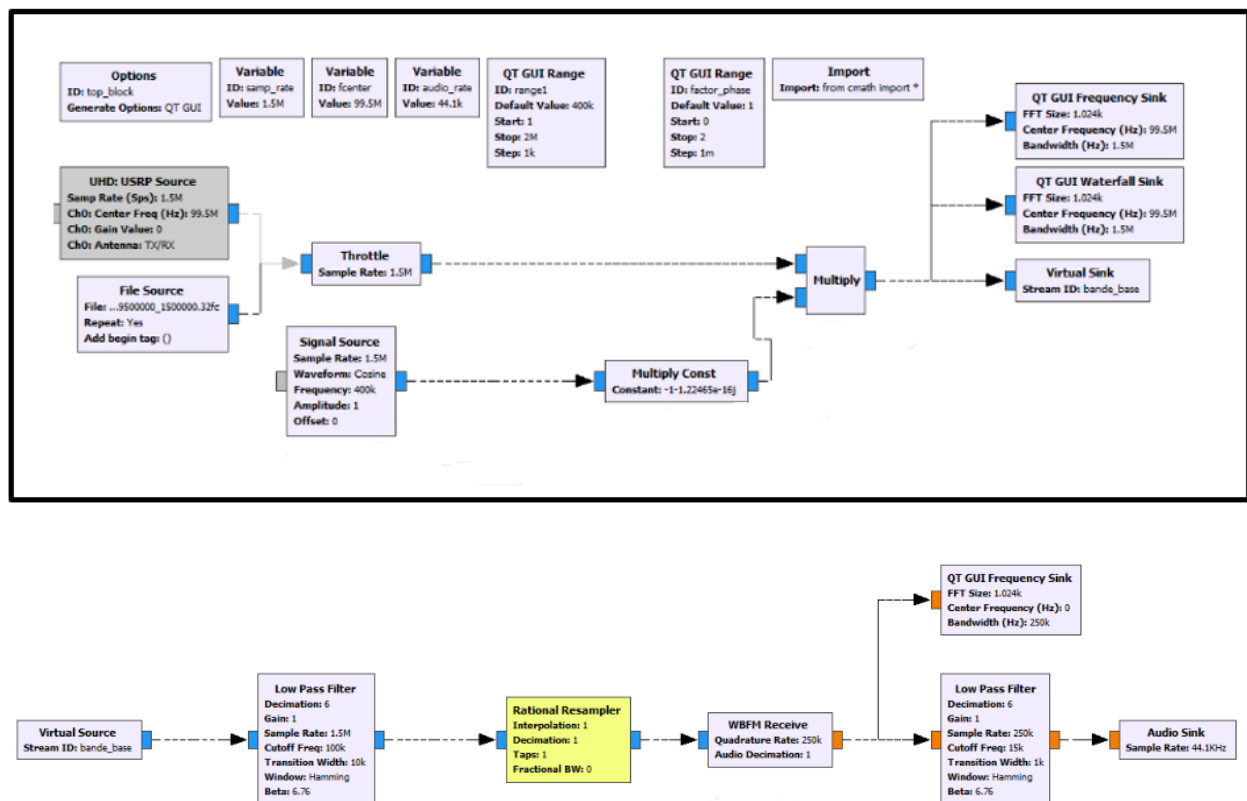 Options
ID: top_block
Generate Options: QT GUI
Variable
ID: samp_rate
Value: 1.5M
Variable
ID: fcenter
Value: 99.5M
Variable
ID: audio_rate
Value: 44.1k
QT GUI Range
ID: range1
Default Value: 400k
Start: 1
Stop: 2M
Step: 1k
QT GUI Range
ID: factor_phase
Default Value: 1
Start: 0
Stop: 2
Step: 1m
Import
Import: from cmath import *
QT GUI Frequency Sink
FFT Size: 1.024k
Center Frequency (Hz): 99.5M
Bandwidth (Hz): 1.5M
UHD: USRP Source
Samp Rate (Sps): 1.5M
Ch0: Center Freq (Hz): 99.5M
Ch0: Gain Value: 0
Ch0: Antenna: TX/RX
QT GUI Waterfall Sink
FFT Size: 1.024k
Center Frequency (Hz): 99.5M
Bandwidth (Hz): 1.5M
Throttle
Sample Rate: 1.5M
Multiply
Virtual Sink
Stream ID: bande_base
File Source
File: ...9500000_1500000.32fc
Repeat: Yes
Add begin tag: ()
Signal Source
Sample Rate: 1.5M
Waveform: Cosine
Frequency: 400k
Amplitude: 1
Offset: 0
Multiply Const
Constant: -1-1.22465e-16j
QT GUI Frequency Sink
FFT Size: 1.024k
Center Frequency (Hz): 0
Bandwidth (Hz): 250k
Virtual Source
Stream ID: bande_base
Low Pass Filter
Decimation: 6
Gain: 1
Sample Rate: 1.5M
Cutoff Freq: 100k
Transition Width: 10k
Window: Hamming
Beta: 6.76
Rational Resampler
Interpolation: 1
Decimation: 1
Taps: 1
Fractional BW: 0
WBFM Receive
Quadrature Rate: 250k
Audio Decimation: 1
Low Pass Filter
Decimation: 6
Gain: 1
Sample Rate: 250k
Cutoff Freq: 15k
Transition Width: 1k
Window: Hamming
Beta: 6.76
Audio Sink
Sample Rate: 44.1KHz